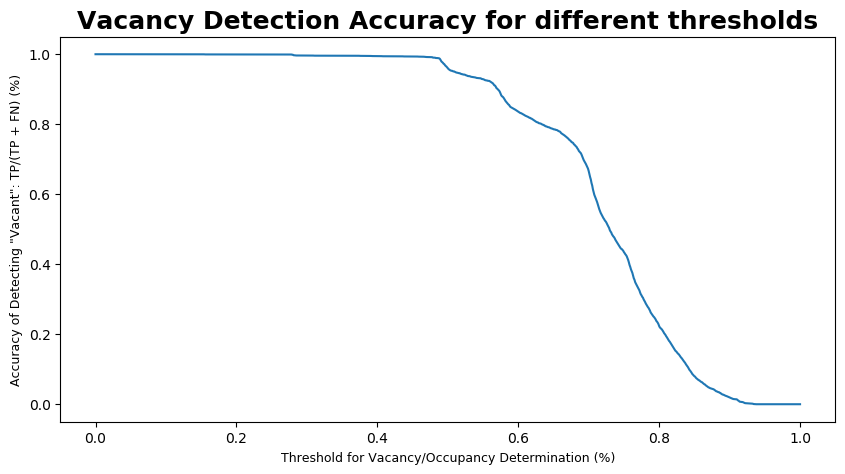 Vacancy Detection Accuracy for different thresholds
Accuracy of Detecting "Vacant": TP/(TP + FN) (%)
1.0
0.8
0.6
0.4
0.2
0.0
0.0 0.2 0.4 0.6 0.8 1.0
Threshold for Vacancy/Occupancy Determination (%)